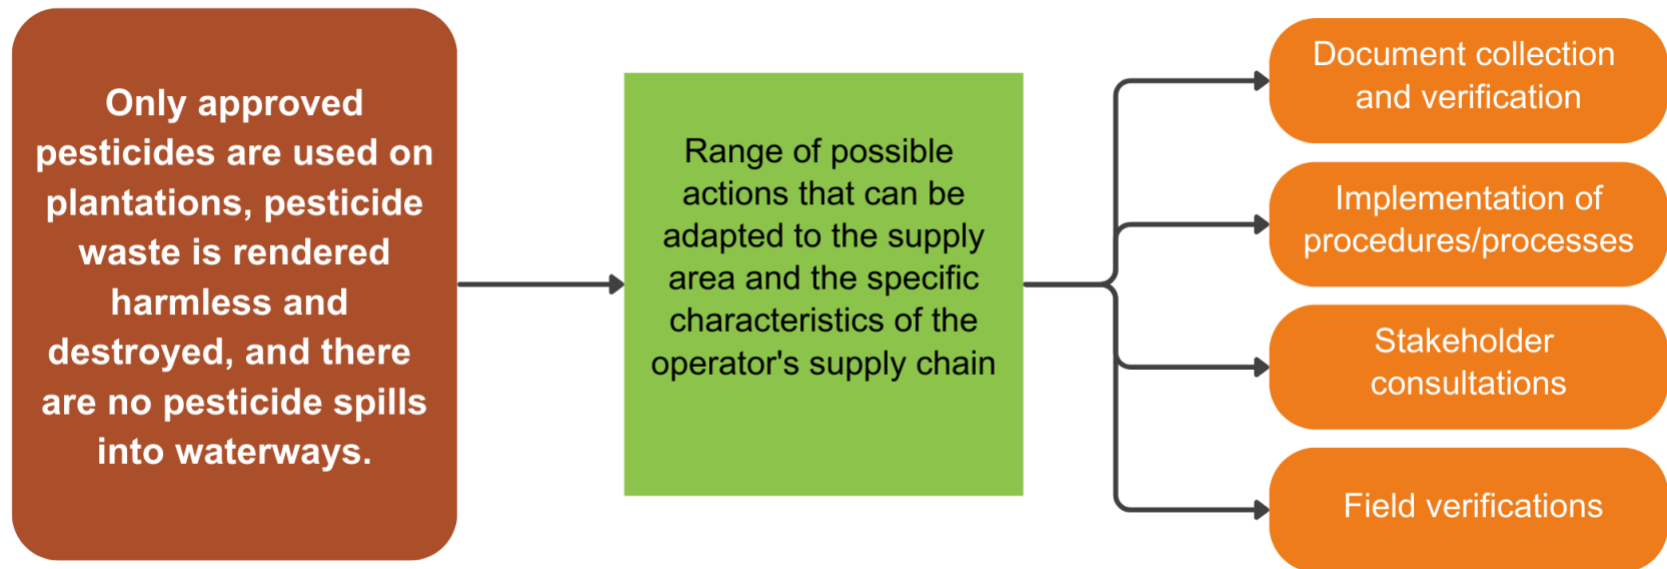 Only approved
pesticides are used on
plantations, pesticide
waste is rendered
harmless and
destroyed, and there
are no pesticide spills
into waterways.
Range of possible
actions that can be
adapted to the supply
area and the specific
characteristics of the
operator's supply chain
Document collection
and verification
Implementation of
procedures/processes
Stakeholder
consultations
Field verifications